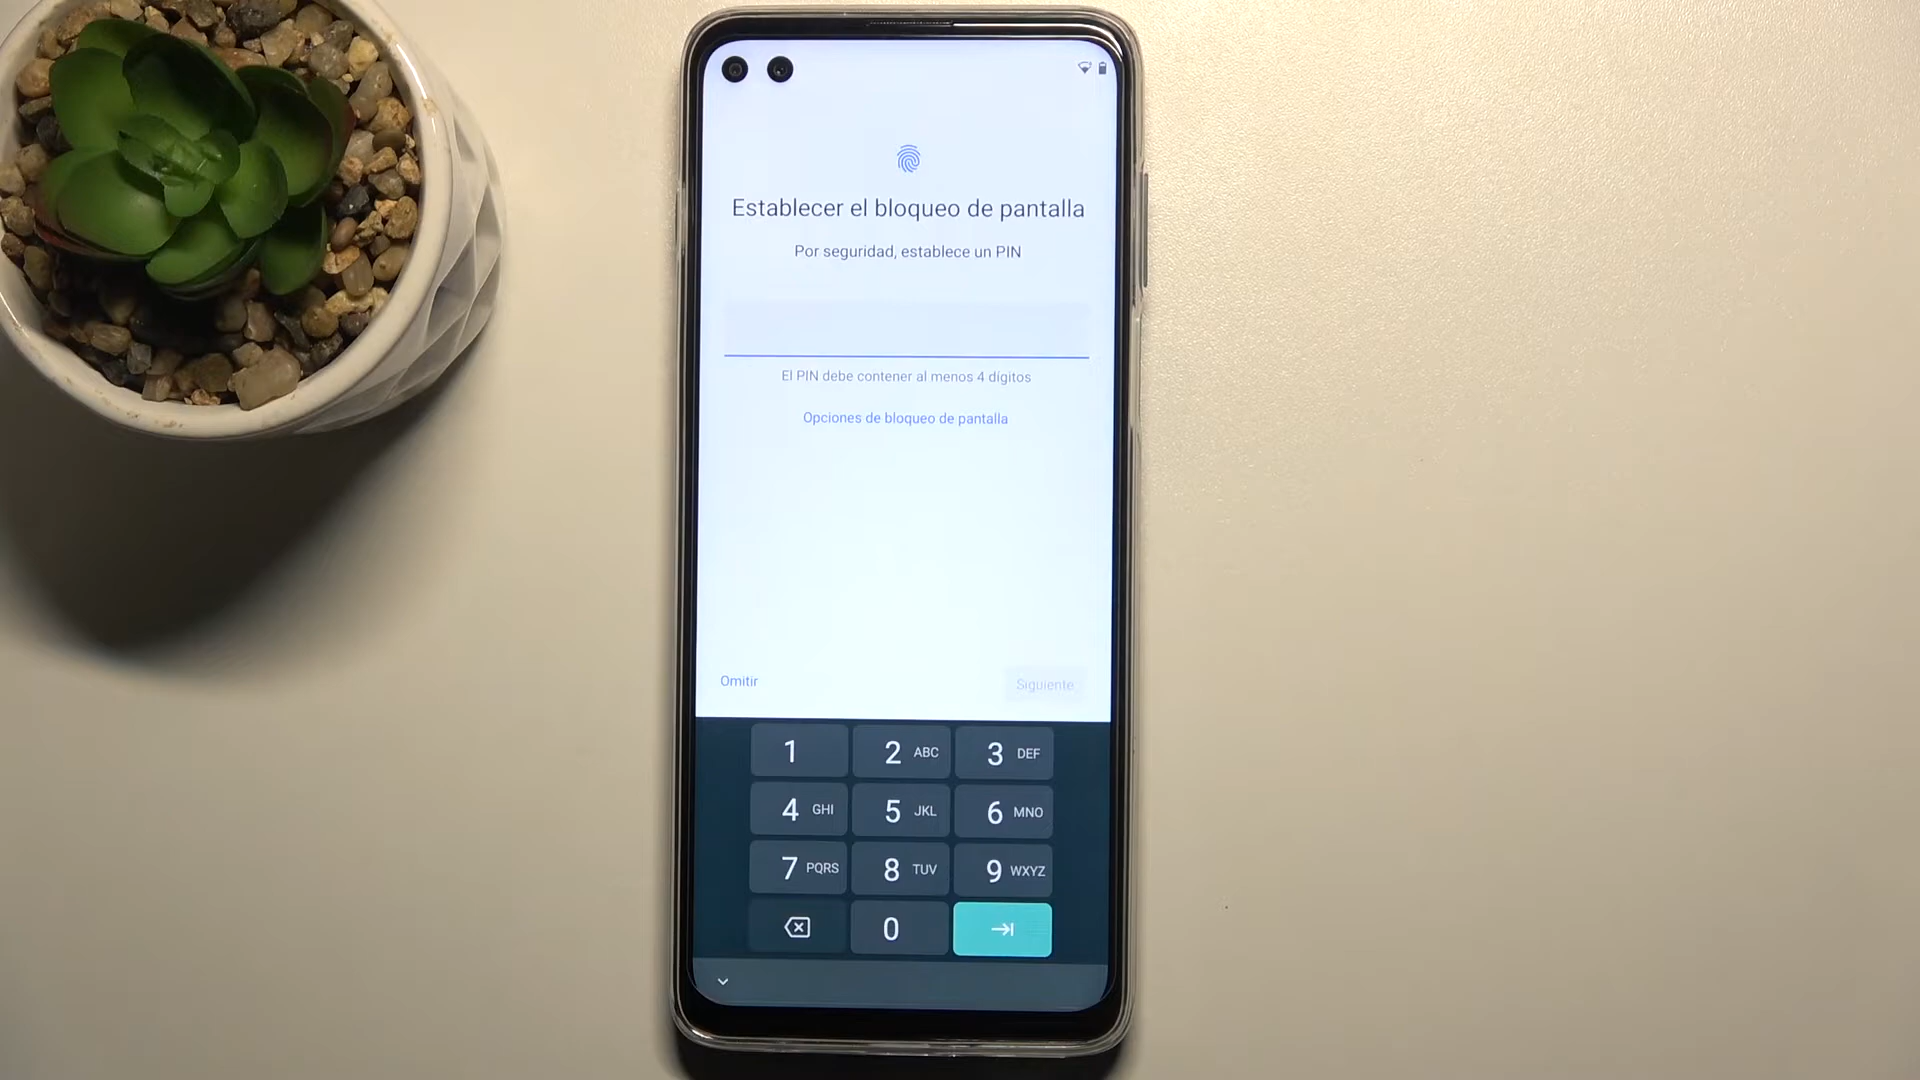 Establecer el bloqueo de pantalla
Por seguridad, establece un PIN
El PIN debe contener al menos 4 dígitos
Opciones de bloqueo de pantalla
Omitir Siguiente
1 2 ABC 3 DEF
4 GHI 5 JKL 6 MNO
7 PQRS 8 TUV 9 WXYZ
0